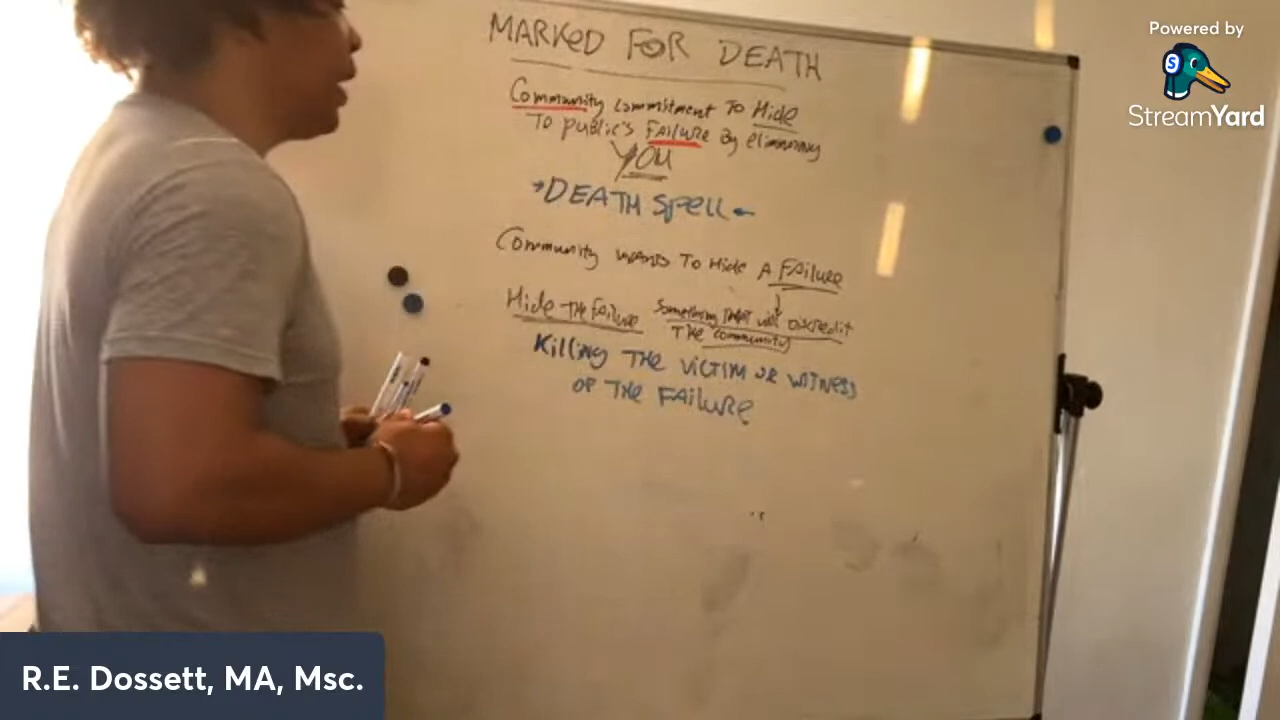 MARKED FOR DEATH
Community commitment To Hide
To public's FAiluRe By eliminating
YOU
DEATH SpELL
Community wants To Hide A FAiluRe
Hide THE FAiluRe
Something THAT will discredit
THE community
Killing THE VICTIM OR WITNESS
OF THE FAiluRe
Powered by
S
StreamYard
R.E. Dossett, MA, Msc.